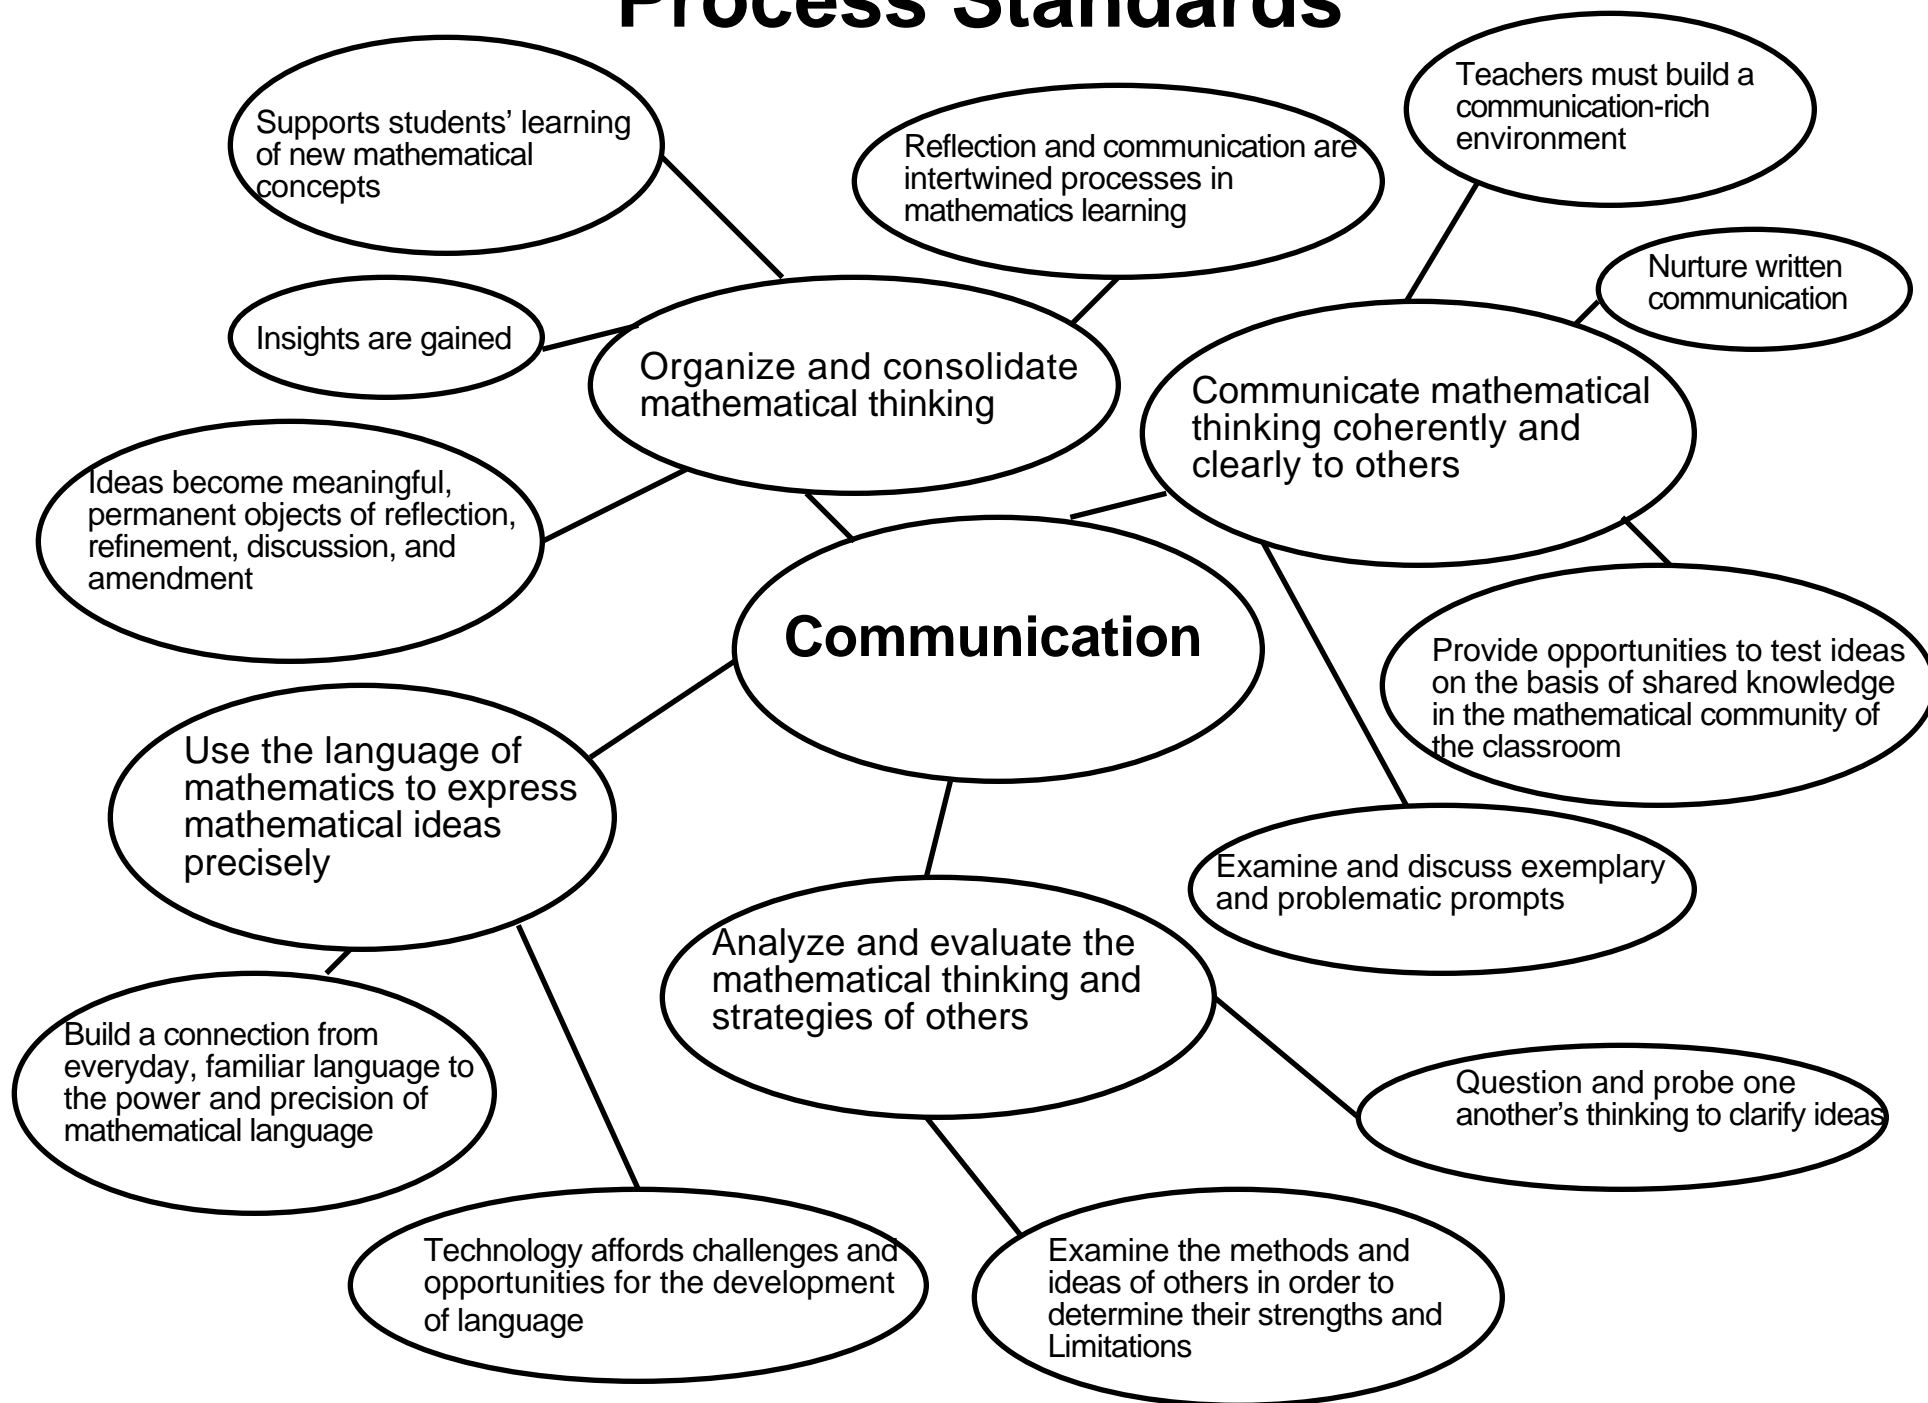 Process Standards
Supports students’ learning
of new mathematical
concepts
Reflection and communication are
intertwined processes in
mathematics learning
Teachers must build a
communication-rich
environment
Nurture written
communication
Insights are gained
Organize and consolidate
mathematical thinking
Communicate mathematical
thinking coherently and
clearly to others
Ideas become meaningful,
permanent objects of reflection,
refinement, discussion, and
amendment
Communication
Provide opportunities to test ideas
on the basis of shared knowledge
in the mathematical community of
the classroom
Use the language of
mathematics to express
mathematical ideas
precisely
Examine and discuss exemplary
and problematic prompts
Analyze and evaluate the
mathematical thinking and
strategies of others
Build a connection from
everyday, familiar language to
the power and precision of
mathematical language
Question and probe one
another’s thinking to clarify ideas
Technology affords challenges and
opportunities for the development
of language
Examine the methods and
ideas of others in order to
determine their strengths and
Limitations